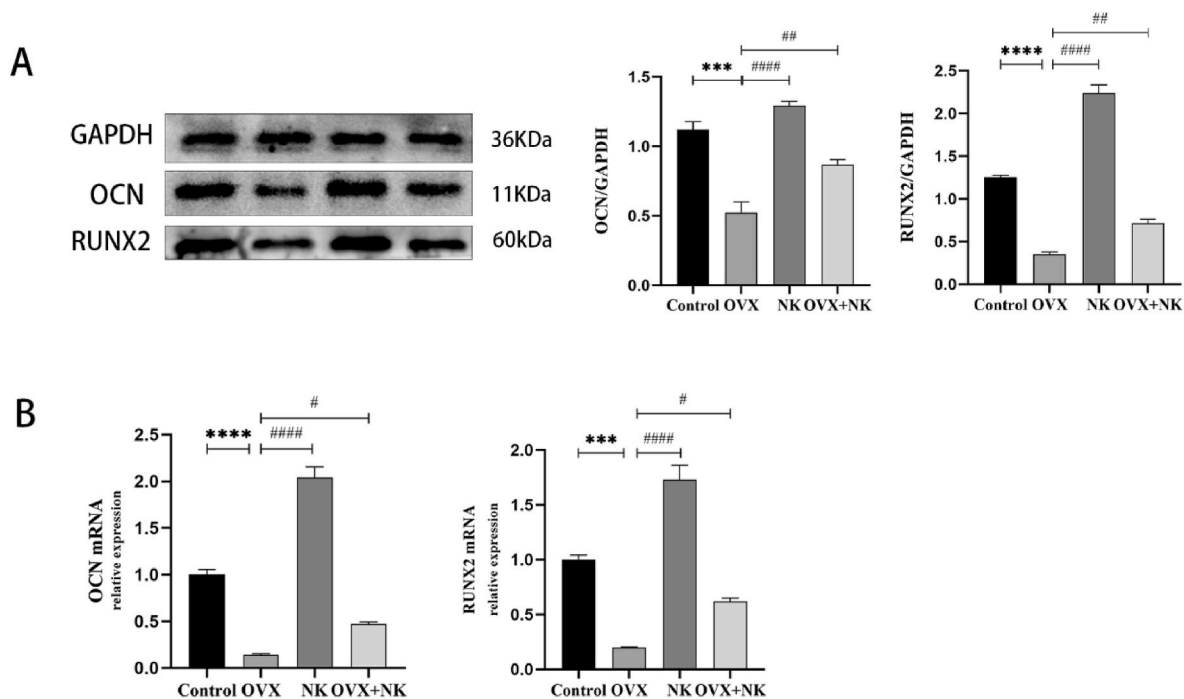 A
GAPDH
36KDa
OCN
11KDa
RUNX2
60kDa
##
*** ####
1.5
1.0
0.5
0.0
OCN/GAPDH
Control OVX NK OVX+NK
##
**** ####
2.5
2.0
1.5
1.0
0.5
0.0
RUNX2/GAPDH
Control OVX NK OVX+NK
B
#
**** ####
2.5
2.0
1.5
1.0
0.5
0.0
OCN mRNA
relative expression
Control OVX NK OVX+NK
#
*** ####
2.0
1.5
1.0
0.5
0.0
RUNX2 mRNA
relative expression
Control OVX NK OVX+NK